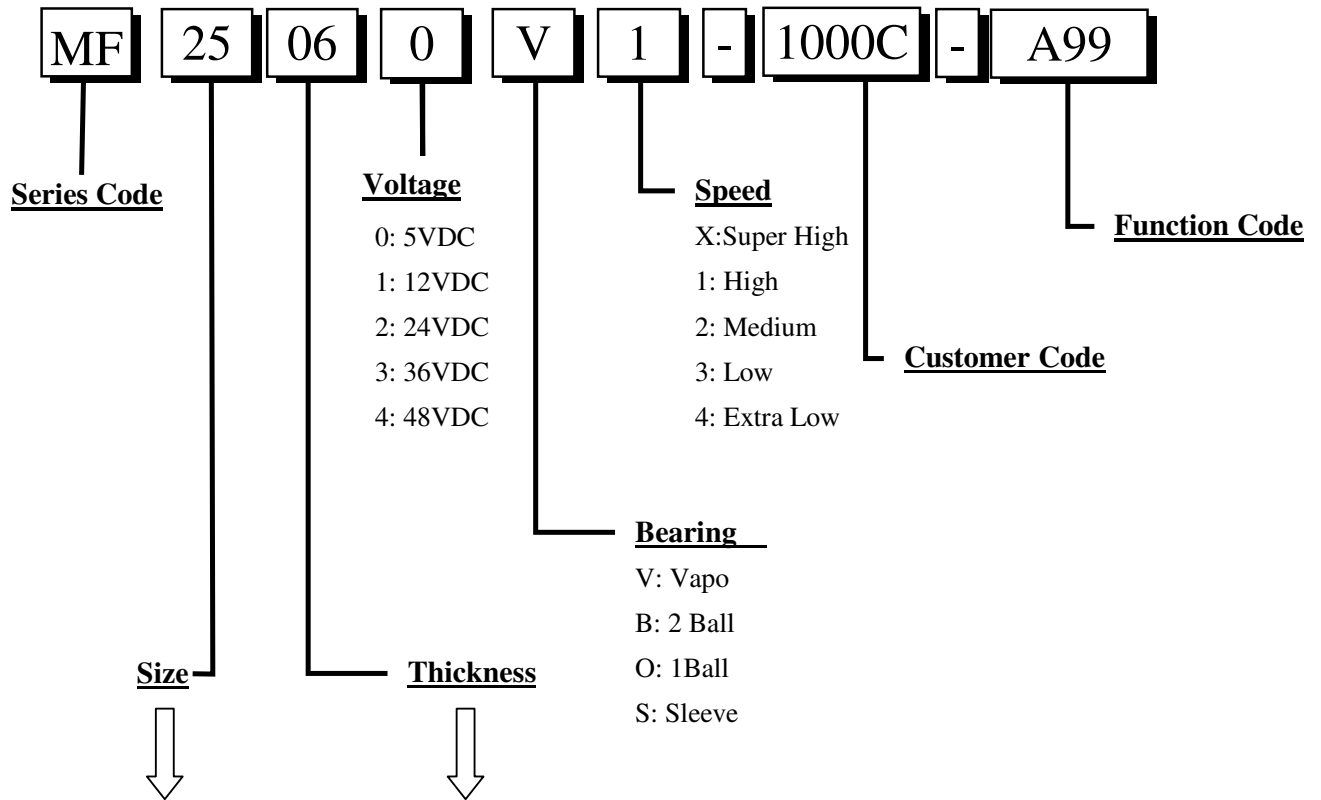 MF 25 06 0 V 1 - 1000C - A99
Series Code
Voltage
0: 5VDC
1: 12VDC
2: 24VDC
3: 36VDC
4: 48VDC
Speed
X:Super High
1: High
2: Medium
3: Low
4: Extra Low
Function Code
Customer Code
Bearing
V: Vapo
B: 2 Ball
O: 1Ball
S: Sleeve
Size
Thickness